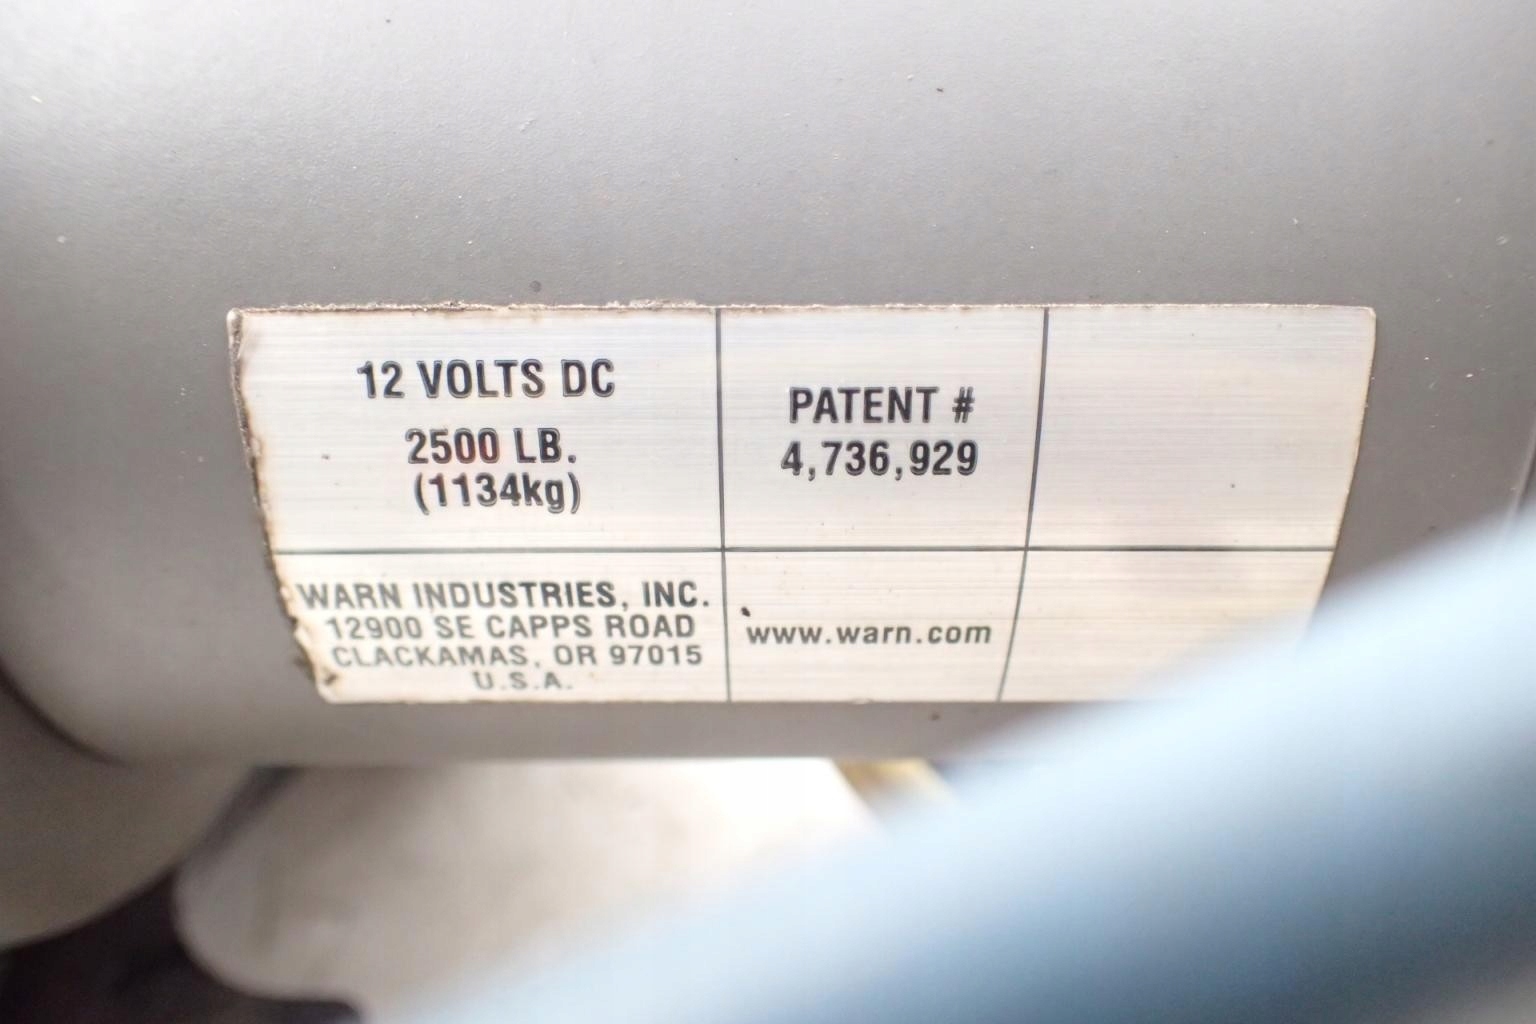 12 VOLTS DC
2500 LB.
(1134kg)
PATENT #
4,736,929
WARN INDUSTRIES, INC.
12900 SE CAPPS ROAD
CLACKAMAS, OR 97015
U.S.A.
www.warn.com